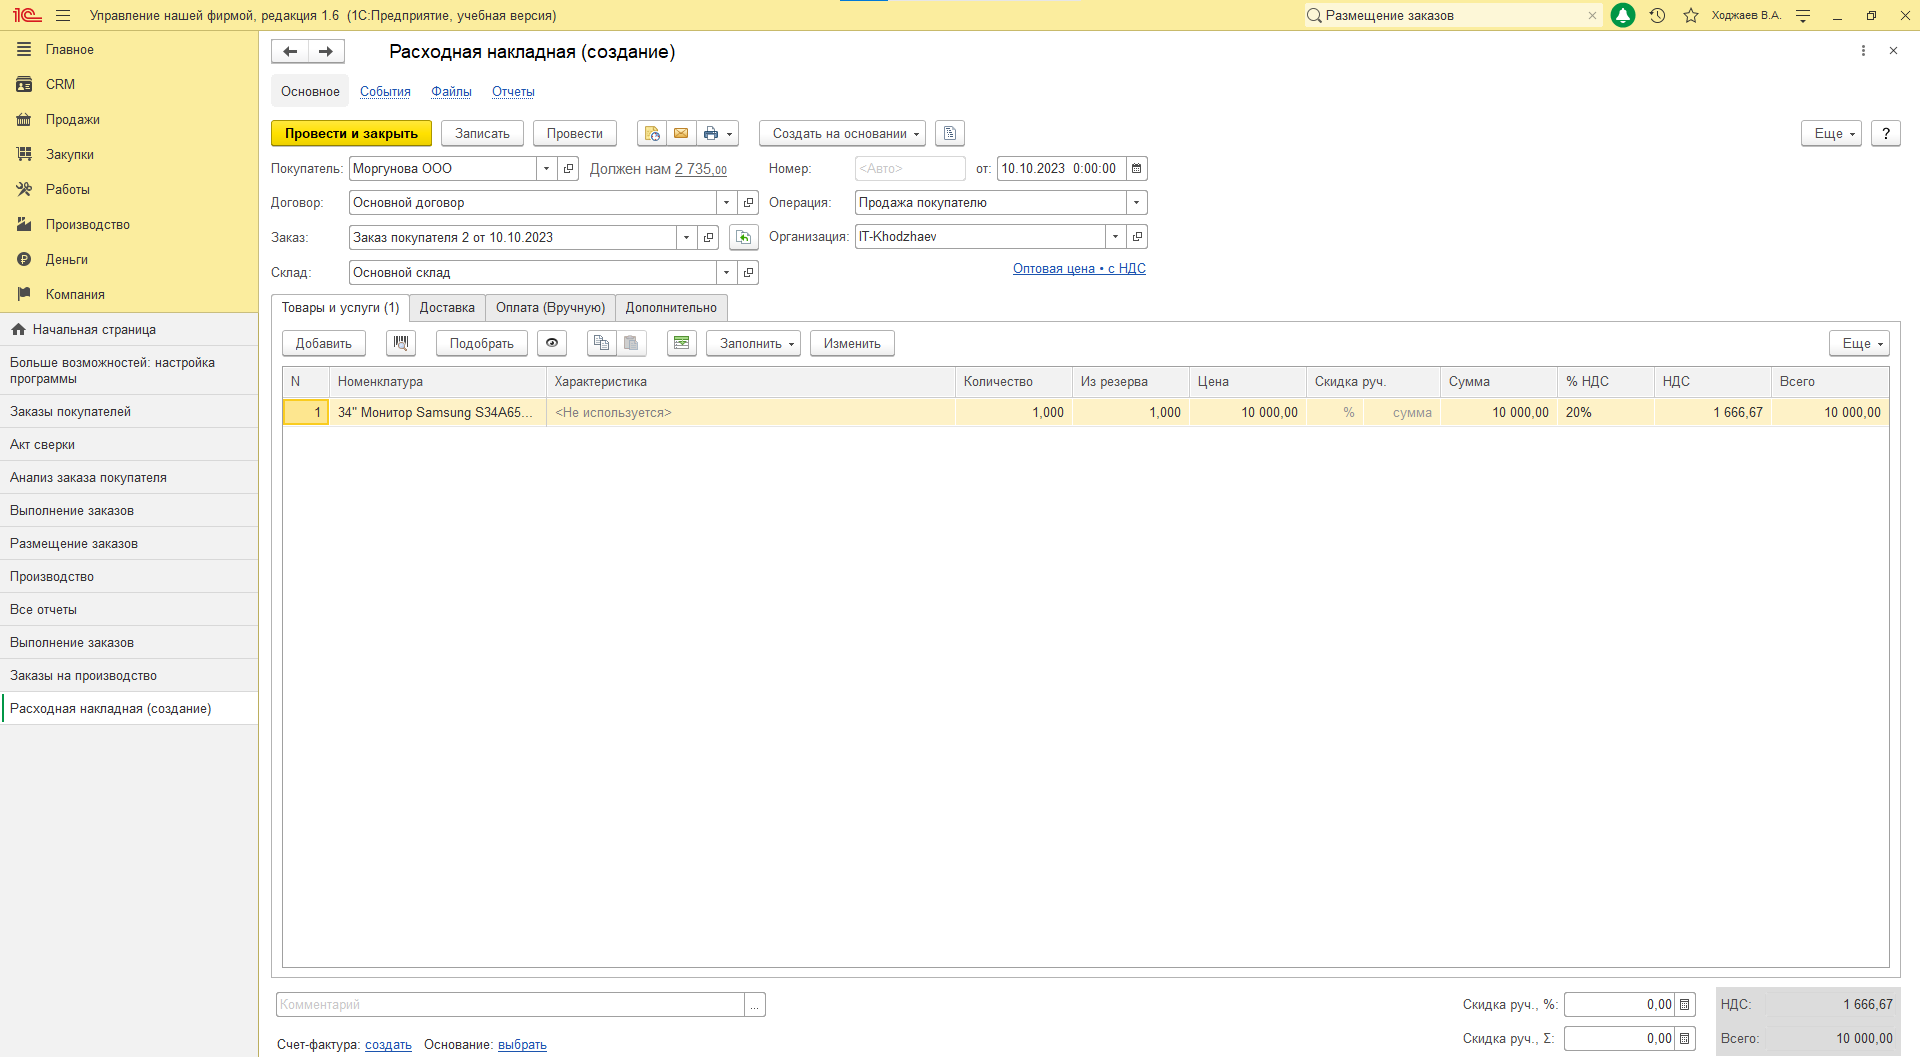 1С Управление нашей фирмой, редакция 1.6 (1С:Предприятие, учебная версия) Размещение заказов Ходжаев В.А.
Главное
CRM
Продажи
Закупки
Работы
Производство
Деньги
Компания
Начальная страница
Больше возможностей: настройка
программы
Заказы покупателей
Акт сверки
Анализ заказа покупателя
Выполнение заказов
Размещение заказов
Производство
Все отчеты
Выполнение заказов
Заказы на производство
Расходная накладная (создание)
Расходная накладная (создание)
Основное События Файлы Отчеты
Провести и закрыть Записать Провести Создать на основании Еще ?
Покупатель: Моргунова ООО Должен нам 2 735,00 Номер: <Авто> от: 10.10.2023 0:00:00
Договор: Основной договор Операция: Продажа покупателю
Заказ: Заказ покупателя 2 от 10.10.2023 Организация: IT-Khodzhaev
Склад: Основной склад Оптовая цена • с НДС
Товары и услуги (1) Доставка Оплата (Вручную) Дополнительно
Добавить Подобрать Заполнить Изменить Еще
N Номенклатура Характеристика Количество Из резерва Цена Скидка руч. Сумма % НДС НДС Всего
1 34" Монитор Samsung S34A65... <Не используется> 1,000 1,000 10 000,00 % сумма 10 000,00 20% 1 666,67 10 000,00
Комментарий ... Скидка руч., %: 0,00 НДС: 1 666,67
Счет-фактура: создать Основание: выбрать Скидка руч., Σ: 0,00 Всего: 10 000,00